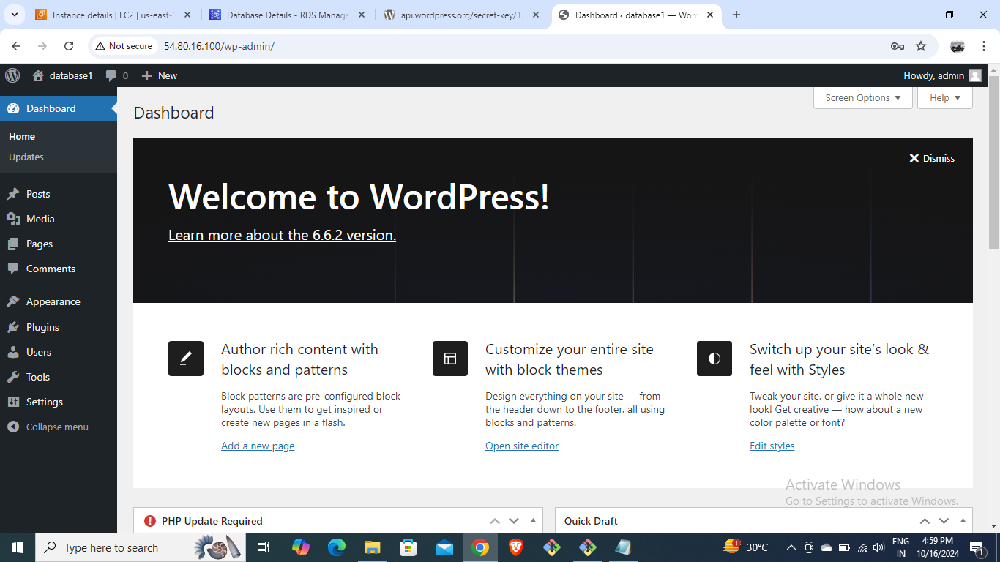 Instance details | EC2 | us-east-
Database Details - RDS Manage
api.wordpress.org/secret-key/1.
Dashboard ‹ database1 — Word
Not secure
54.80.16.100/wp-admin/
database1
0
New
Howdy, admin
Screen Options
Help
Dashboard
Home
Updates
Posts
Media
Pages
Comments
Appearance
Plugins
Users
Tools
Settings
Collapse menu
Dashboard
Dismiss
Welcome to WordPress!
Learn more about the 6.6.2 version.
Author rich content with
blocks and patterns
Block patterns are pre-configured block
layouts. Use them to get inspired or
create new pages in a flash.
Add a new page
Customize your entire site
with block themes
Design everything on your site — from
the header down to the footer, all using
blocks and patterns.
Open site editor
Switch up your site’s look &
feel with Styles
Tweak your site, or give it a whole new
look! Get creative — how about a new
color palette or font?
Edit styles
Activate Windows
Go to Settings to activate Windows.
PHP Update Required
Quick Draft
Type here to search
1
30°C
ENG
IN
4:59 PM
10/16/2024
1